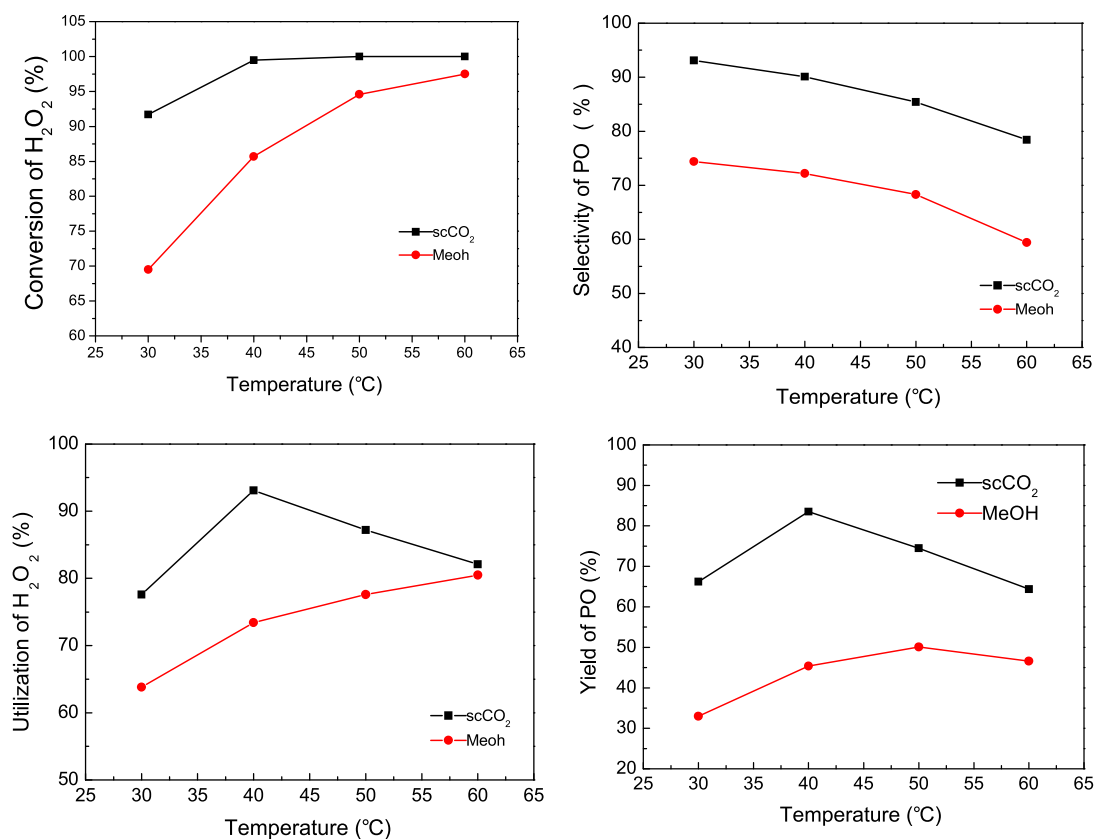 Conversion of H₂O₂ (%)
105
100
95
90
85
80
75
70
65
60
25 30 35 40 45 50 55 60 65
Temperature (℃)
scCO₂
Meoh
Selectivity of PO ( %)
100
90
80
70
60
50
40
25 30 35 40 45 50 55 60 65
Temperature (℃)
scCO₂
Meoh
Utilization of H₂O₂ (%)
100
90
80
70
60
50
25 30 35 40 45 50 55 60 65
Temperature (℃)
scCO₂
Meoh
Yield of PO (%)
100
90
80
70
60
50
40
30
20
25 30 35 40 45 50 55 60 65
Temperature (℃)
scCO₂
MeOH